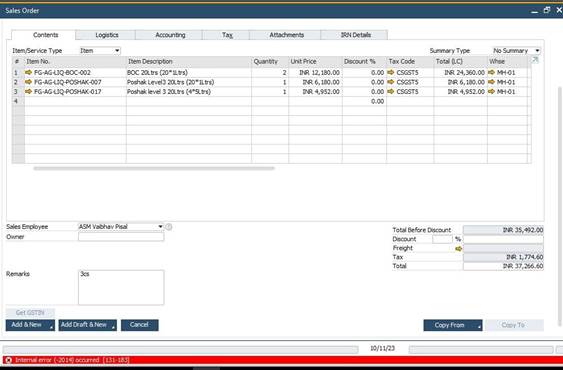 Sales Order
Contents Logistics Accounting Tax Attachments IRN Details
Item/Service Type Item Summary Type No Summary
# Item No. Item Description Quantity Unit Price Discount % Tax Code Total (LC) Whse
1 FG-AG-LIQ-BOC-002 BOC 20Ltrs (20*1Ltrs) 2 INR 12,180.00 0.00 CSGST5 INR 24,360.00 MH-01
2 FG-AG-LIQ-POSHAK-007 Poshak Level3 20Ltrs (20*1Ltrs) 1 INR 6,180.00 0.00 CSGST5 INR 6,180.00 MH-01
3 FG-AG-LIQ-POSHAK-017 Poshak level 3 20Ltrs (4*5Ltrs) 1 INR 4,952.00 0.00 CSGST5 INR 4,952.00 MH-01
4 0.00
Sales Employee ASM Vaibhav Pisal
Owner
Total Before Discount INR 35,492.00
Discount %
Freight
Tax INR 1,774.60
Total INR 37,266.60
Remarks 3cs
Get GSTIN
Add & New Add Draft & New Cancel Copy From Copy To
10/11/23
Internal error (-2014) occurred [131-183]